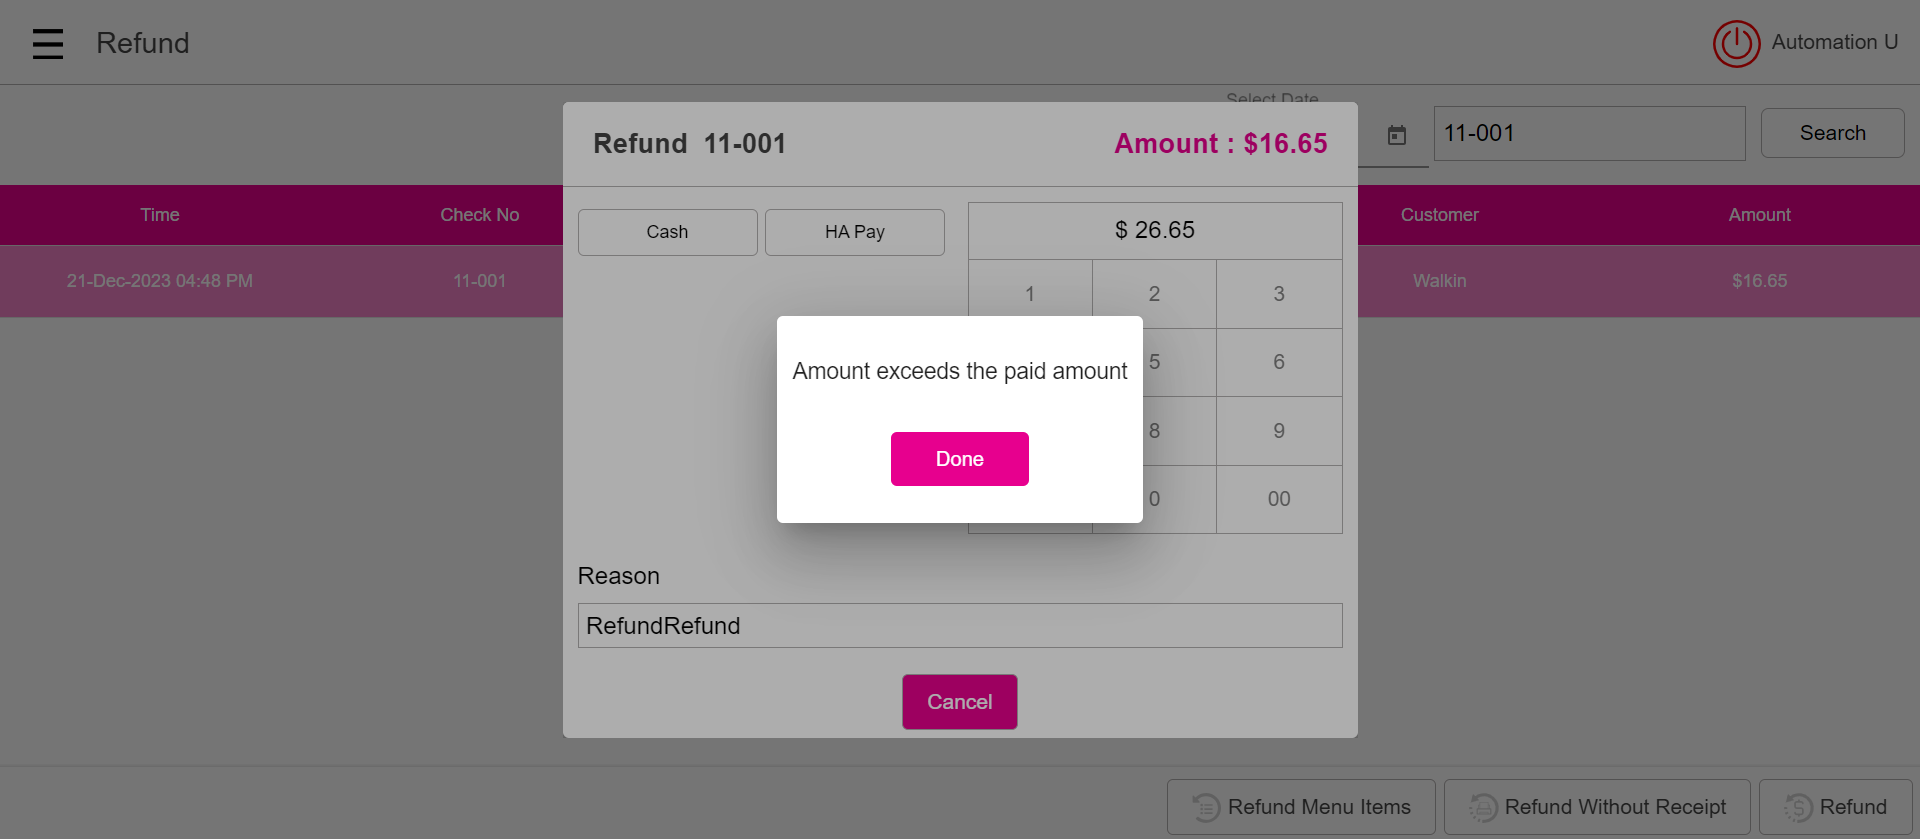 Refund
Automation U
Select Date
11-001
Search
Refund 11-001
Amount : $16.65
Time
Check No
Customer
Amount
21-Dec-2023 04:48 PM
11-001
Walkin
$16.65
Cash
HA Pay
$ 26.65
1 2 3
5 6
8 9
0 00
Amount exceeds the paid amount
Done
Reason
RefundRefund
Cancel
Refund Menu Items
Refund Without Receipt
Refund